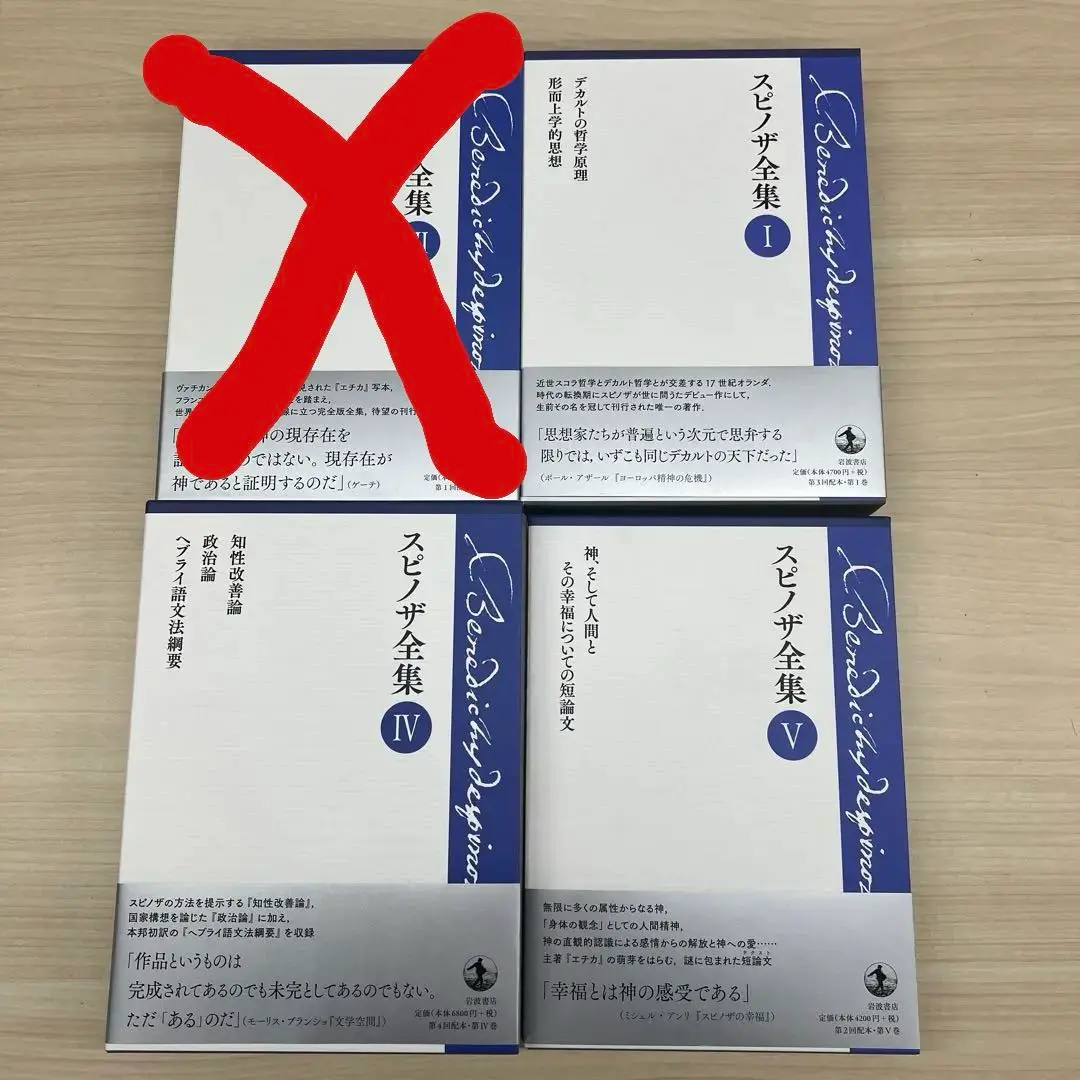 全集
Benedictus de Spinoz
ヴァチカン
見された『エチカ』写本,
フラン
を踏まえ,
世界
線に立つ完全版全集, 待望の刊行
神の現存在を
のではない。現存在が
神であると証明するのだ」(ゲーテ)
定価
第1回
スピノザ全集
I
デカルトの哲学原理
形而上学的思想
Benedictus de Spinoz
近世スコラ哲学とデカルト哲学とが交差する17世紀オランダ,
時代の転換期にスピノザが世に問うたデビュー作にして,
生前その名を冠して刊行された唯一の著作.
「思想家たちが普遍という次元で思弁する
限りでは, いずこも同じデカルトの天下だった」
(ポール・アザール『ヨーロッパ精神の危機』)
岩波書店
定価(本体4700円+税)
第3回配本・第I巻
スピノザ全集
IV
知性改善論
政治論
ヘブライ語文法綱要
Benedictus de Spinoz
スピノザの方法を提示する『知性改善論』,
国家構想を論じた『政治論』に加え,
本邦初訳の『ヘブライ語文法綱要』を収録
「作品というものは
完成されてあるのでも未完としてあるのでもない。
ただ「ある」のだ」(モーリス・ブランショ『文学空間』)
岩波書店
定価(本体6800円+税)
第4回配本・第IV巻
スピノザ全集
V
神、そして人間と
その幸福についての短論文
Benedictus de Spinoz
無限に多くの属性からなる神,
「身体の観念」としての人間精神,
神の直観的認識による感情からの解放と神への愛……
主著『エチカ』の萌芽をはらむ, 謎に包まれた短論文
テクスト
「幸福とは神の感受である」
(ミシェル・アンリ『スピノザの幸福』)
岩波書店
定価(本体4200円+税)
第2回配本・第V巻